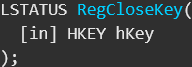 LSTATUS RegCloseKey(
  [in] HKEY hKey
);